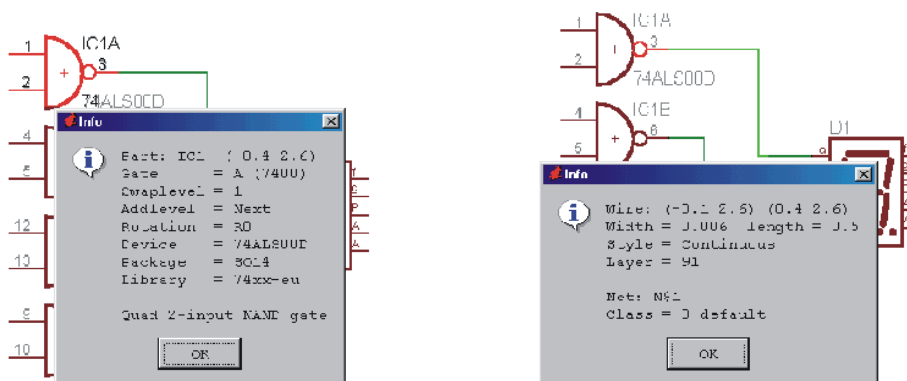 1
IC1A
3
2
74ALS00D
4
5
12
13
9
10
Info
Part: IC1 ( 0.4 2.6)
Gate = A (7400)
Swaplevel = 1
Addlevel = Next
Rotation = R0
Device = 74ALS00D
Package = SO14
Library = 74xx-eu
Quad 2-input NAND gate
OK
1
IC1A
3
2
74ALS00D
4
IC1B
6
5
D1
Info
Wire: (-0.1 2.6) (0.4 2.6)
Width = 0.006 length = 0.5
Style = Continuous
Layer = 91
Net: N$1
Class = 0 default
OK